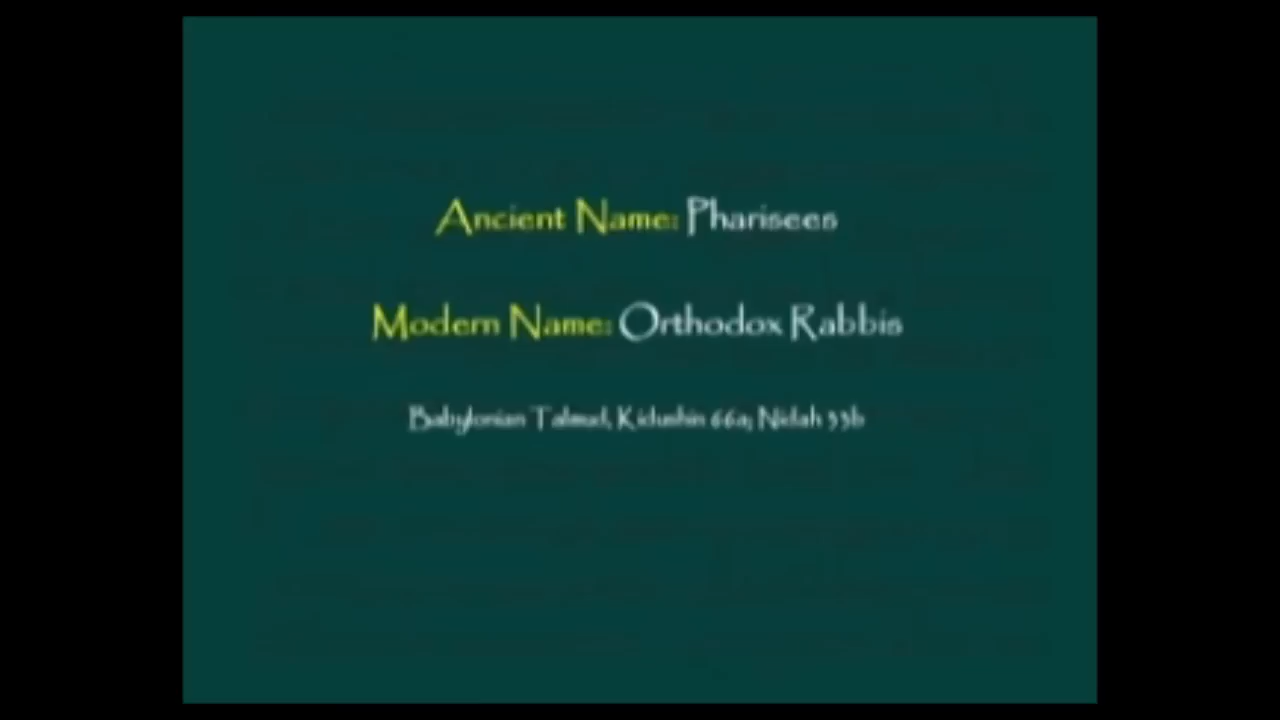 Ancient Name: Pharisees
Modern Name: Orthodox Rabbis
Babylonian Talmud, Kidushin 66a; Nidah 33b